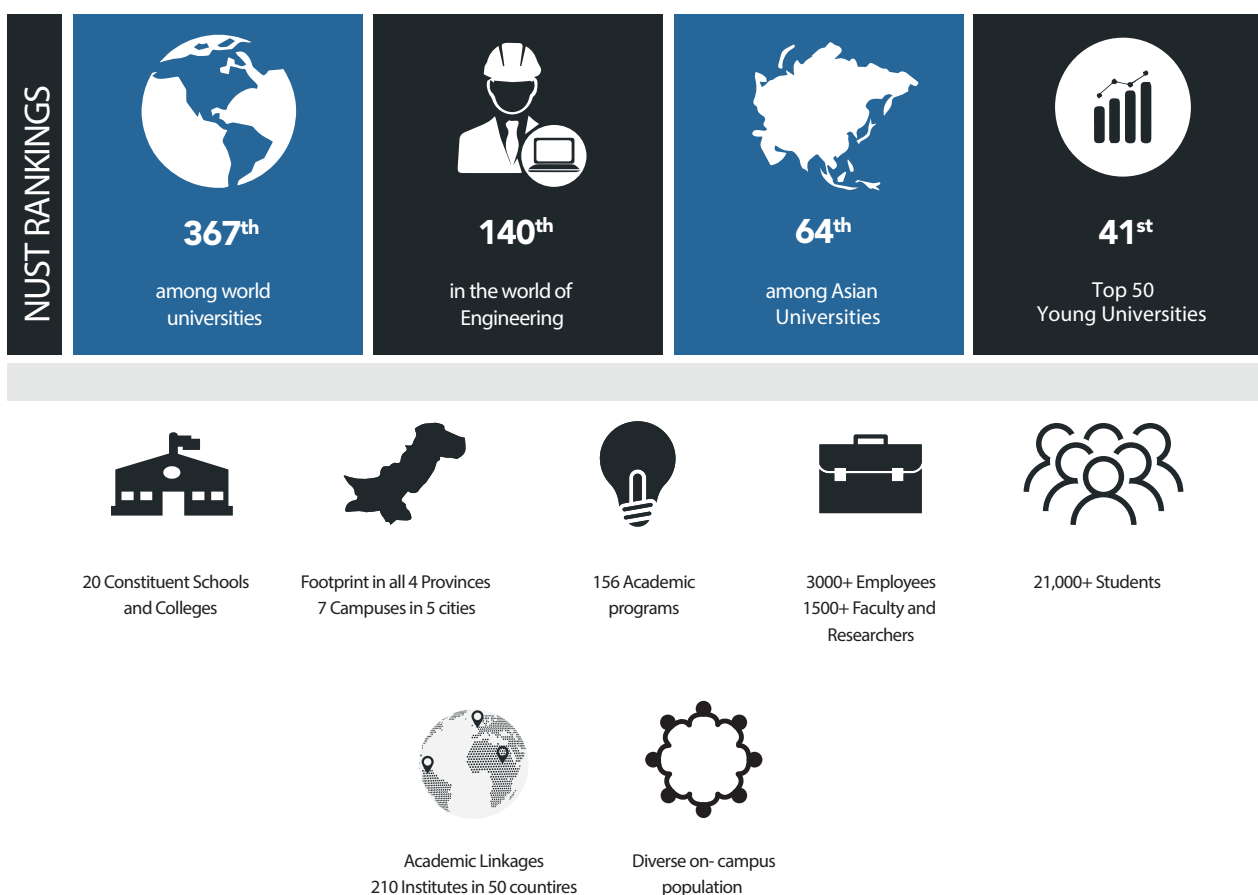 NUST RANKINGS
367th
among world
universities
140th
in the world of
Engineering
64th
among Asian
Universities
41st
Top 50
Young Universities
20 Constituent Schools
and Colleges
Footprint in all 4 Provinces
7 Campuses in 5 cities
156 Academic
programs
3000+ Employees
1500+ Faculty and
Researchers
21,000+ Students
Academic Linkages
210 Institutes in 50 countires
Diverse on- campus
population